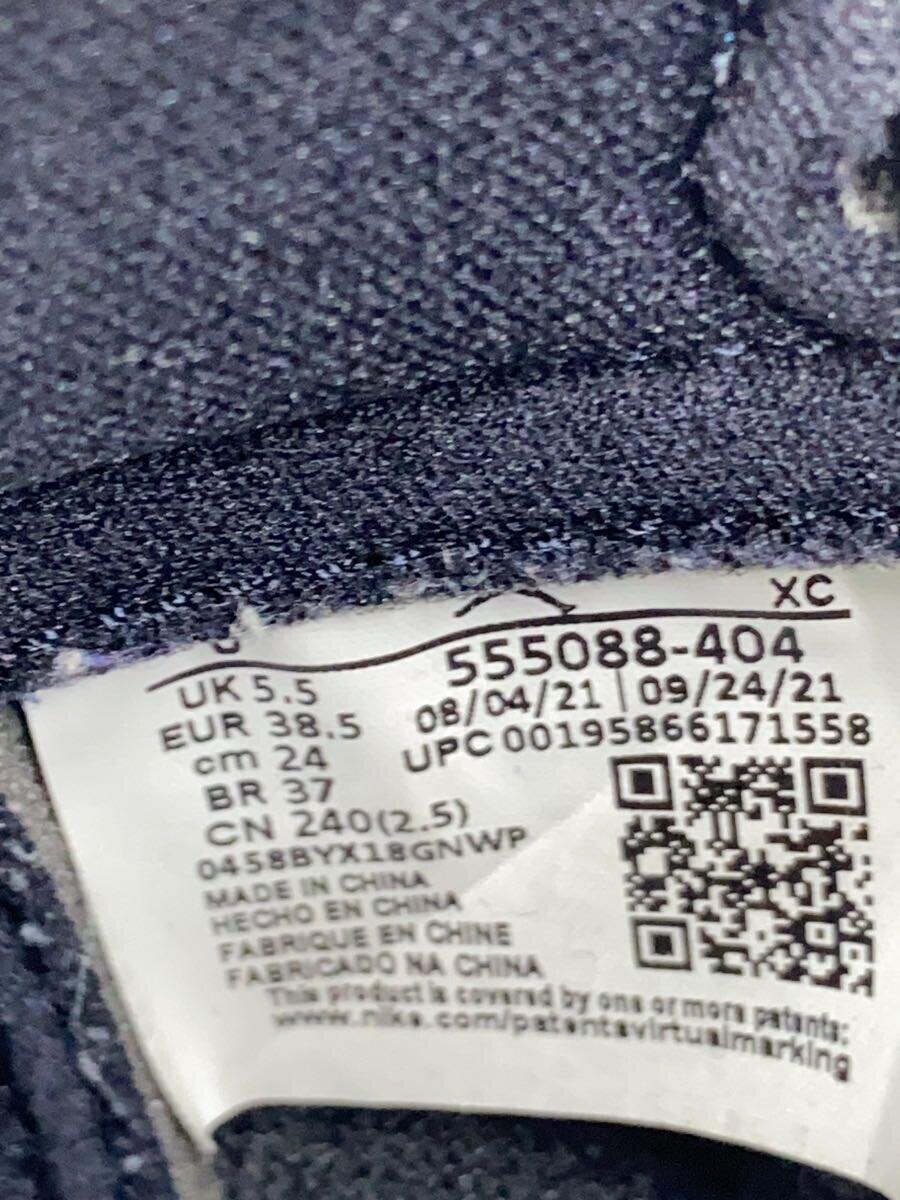 XC
555088-404
08/04/21 | 09/24/21
UPC 00195866171558
UK 5.5
EUR 38.5
cm 24
BR 37
CN 240(2.5)
0458BYX18GNWP
MADE IN CHINA
HECHO EN CHINA
FABRIQUE EN CHINE
FABRICADO NA CHINA
This product is covered by one or more patents:
www.nike.com/patentsvirtualmarking